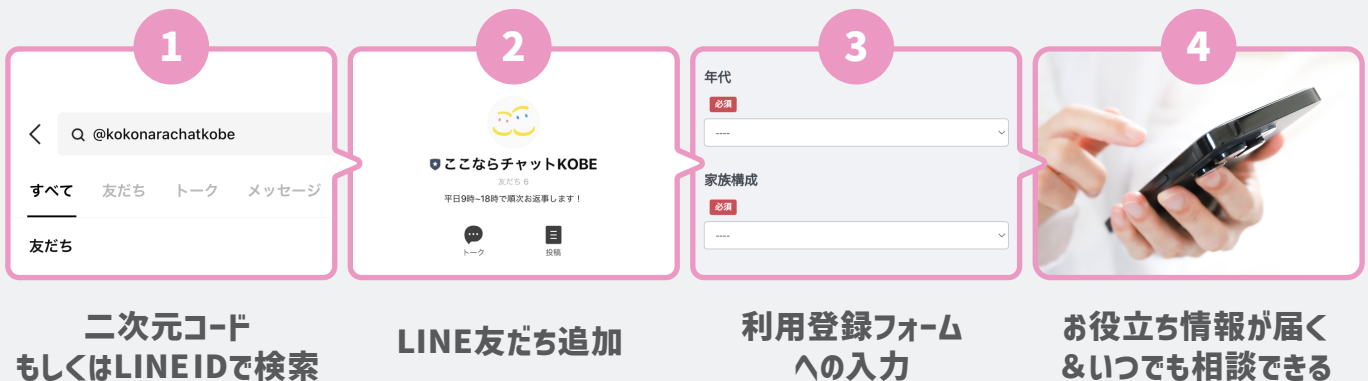 1
@kokonarachatkobe
すべて 友だち トーク メッセージ
友だち
二次元コード
もしくはLINE IDで検索
2
ここならチャットKOBE
友だち 6
平日9時~18時で順次お返事します！
トーク 投稿
LINE友だち追加
3
年代
必須
----
家族構成
必須
----
利用登録フォーム
への入力
4
お役立ち情報が届く
&いつでも相談できる